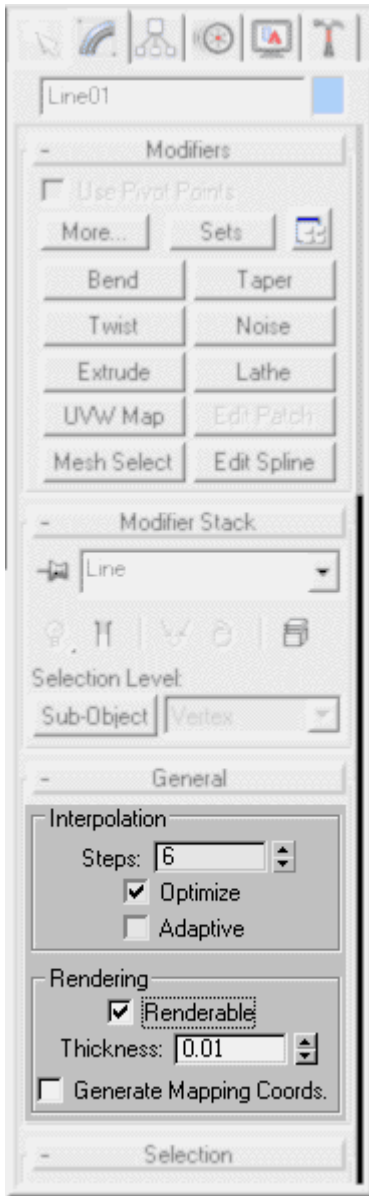 Line01
- Modifiers
Use Pivot Points
More... Sets
Bend Taper
Twist Noise
Extrude Lathe
UVW Map Edit Patch
Mesh Select Edit Spline
- Modifier Stack
Line
Selection Level:
Sub-Object Vertex
- General
Interpolation
Steps: 6
Optimize
Adaptive
Rendering
Renderable
Thickness: 0.01
Generate Mapping Coords.
- Selection